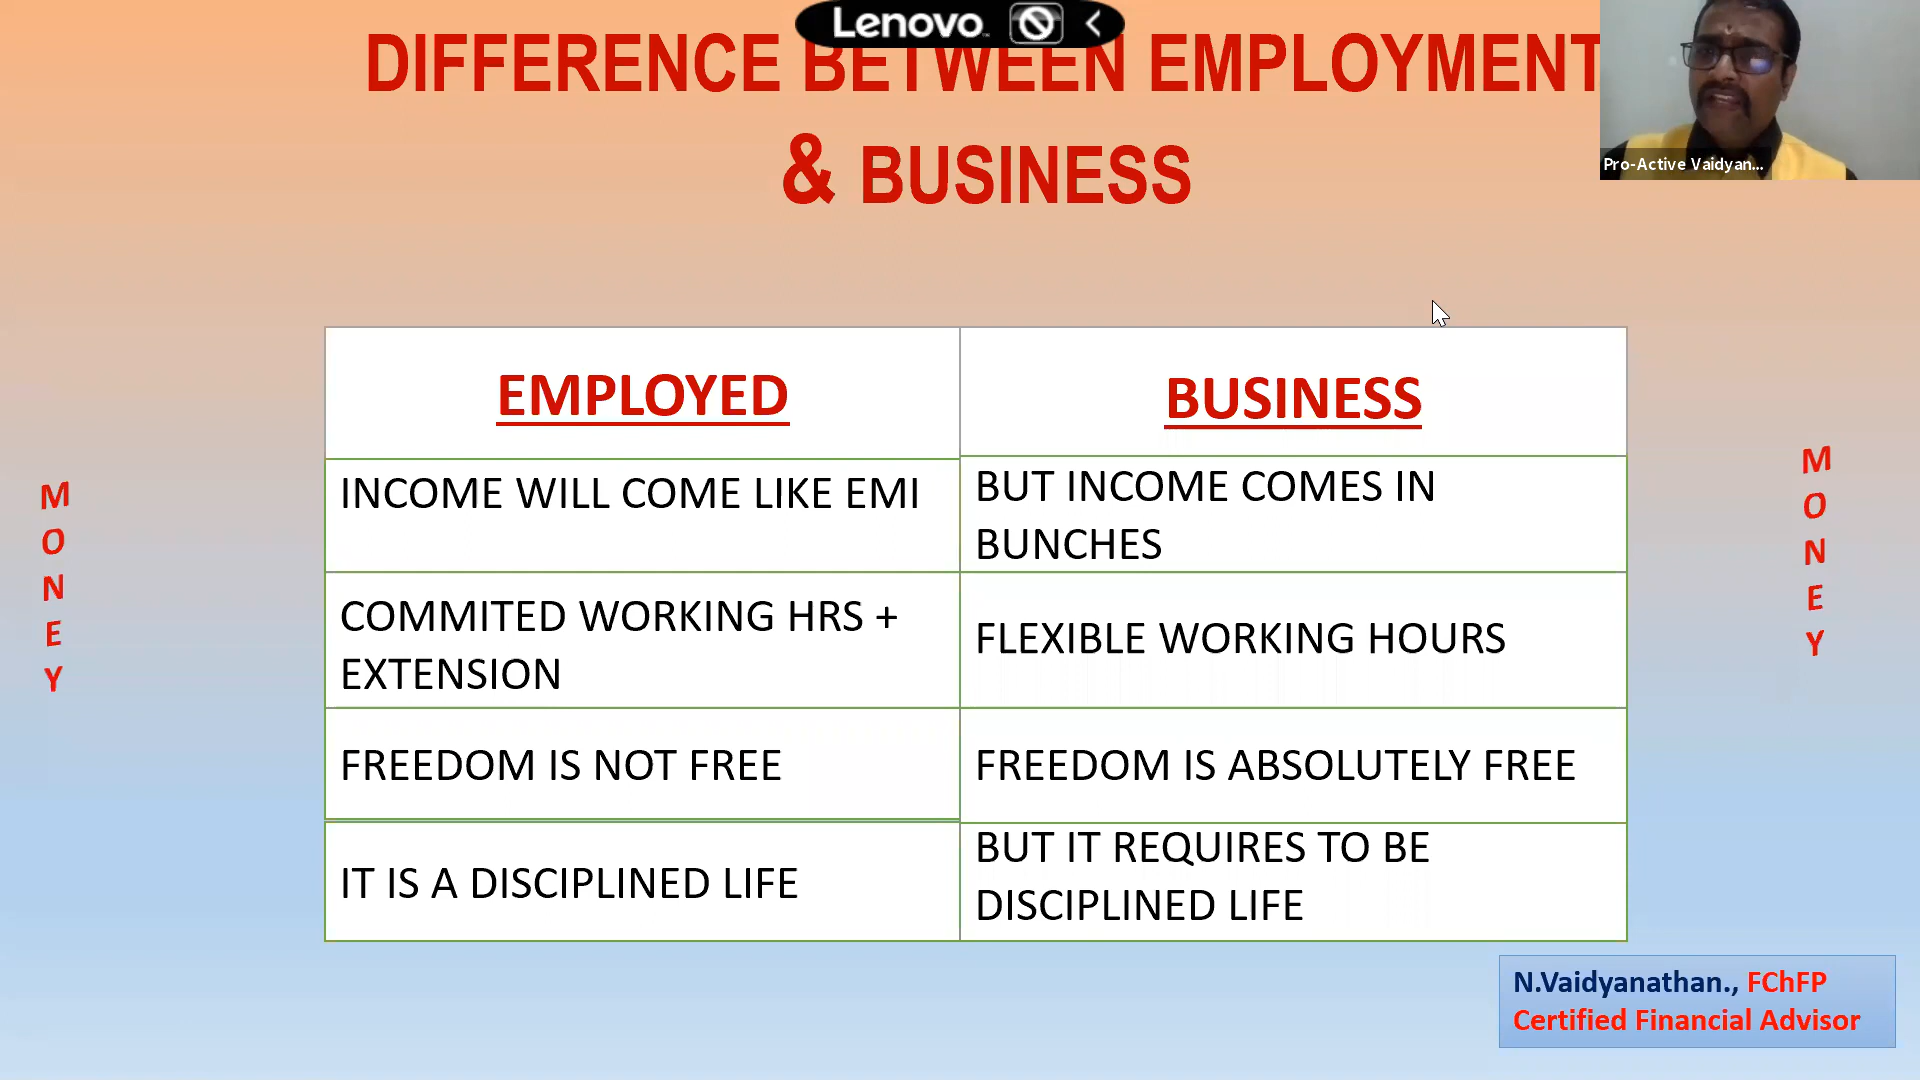 Lenovo
DIFFERENCE BETWEEN EMPLOYMENT
& BUSINESS
Pro-Active Vaidyan...
EMPLOYED
BUSINESS
INCOME WILL COME LIKE EMI
BUT INCOME COMES IN
BUNCHES
COMMITED WORKING HRS +
EXTENSION
FLEXIBLE WORKING HOURS
FREEDOM IS NOT FREE
FREEDOM IS ABSOLUTELY FREE
IT IS A DISCIPLINED LIFE
BUT IT REQUIRES TO BE
DISCIPLINED LIFE
M
O
N
E
Y
M
O
N
E
Y
N.Vaidyanathan., FChFP
Certified Financial Advisor